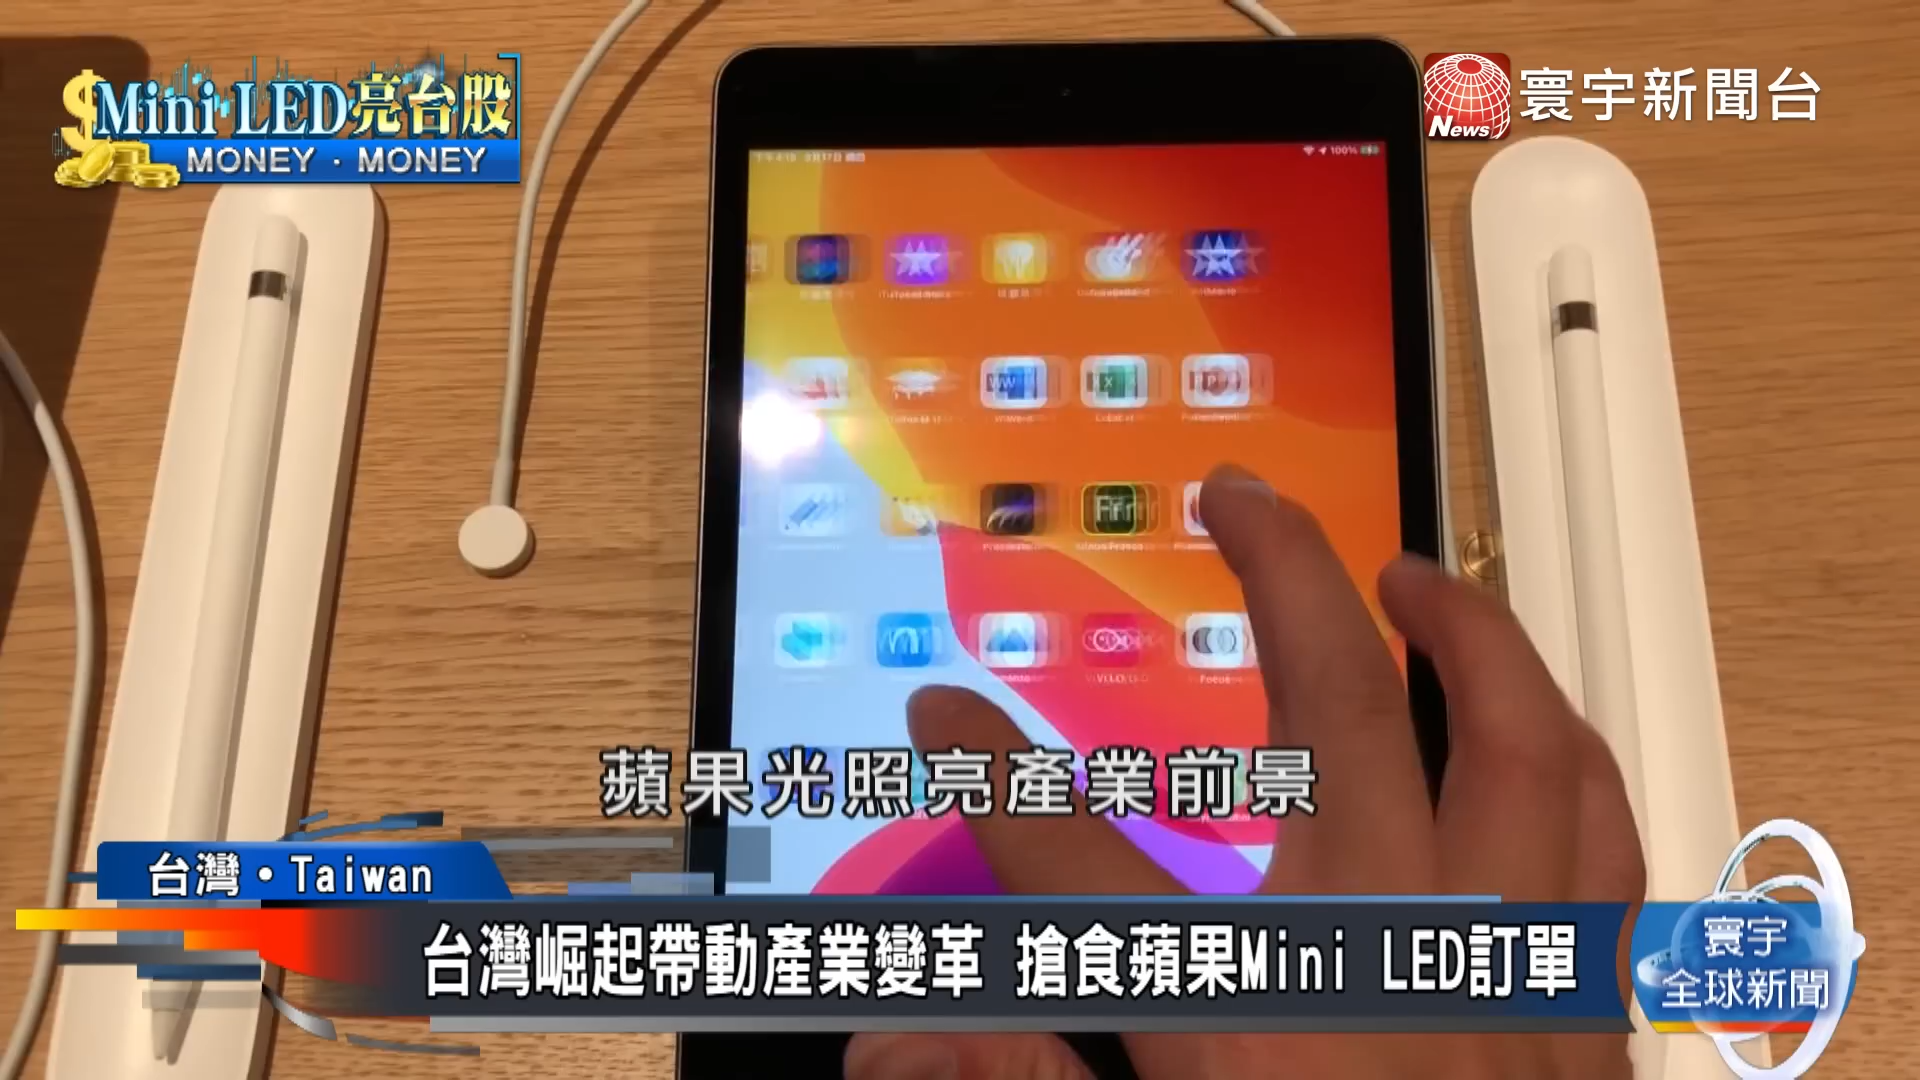 Mini LED亮台股
MONEY · MONEY
News
寰宇新聞台
100%
Focus
蘋果光照亮產業前景
台灣·Taiwan
台灣崛起帶動產業變革 搶食蘋果Mini LED訂單
寰宇
全球新聞